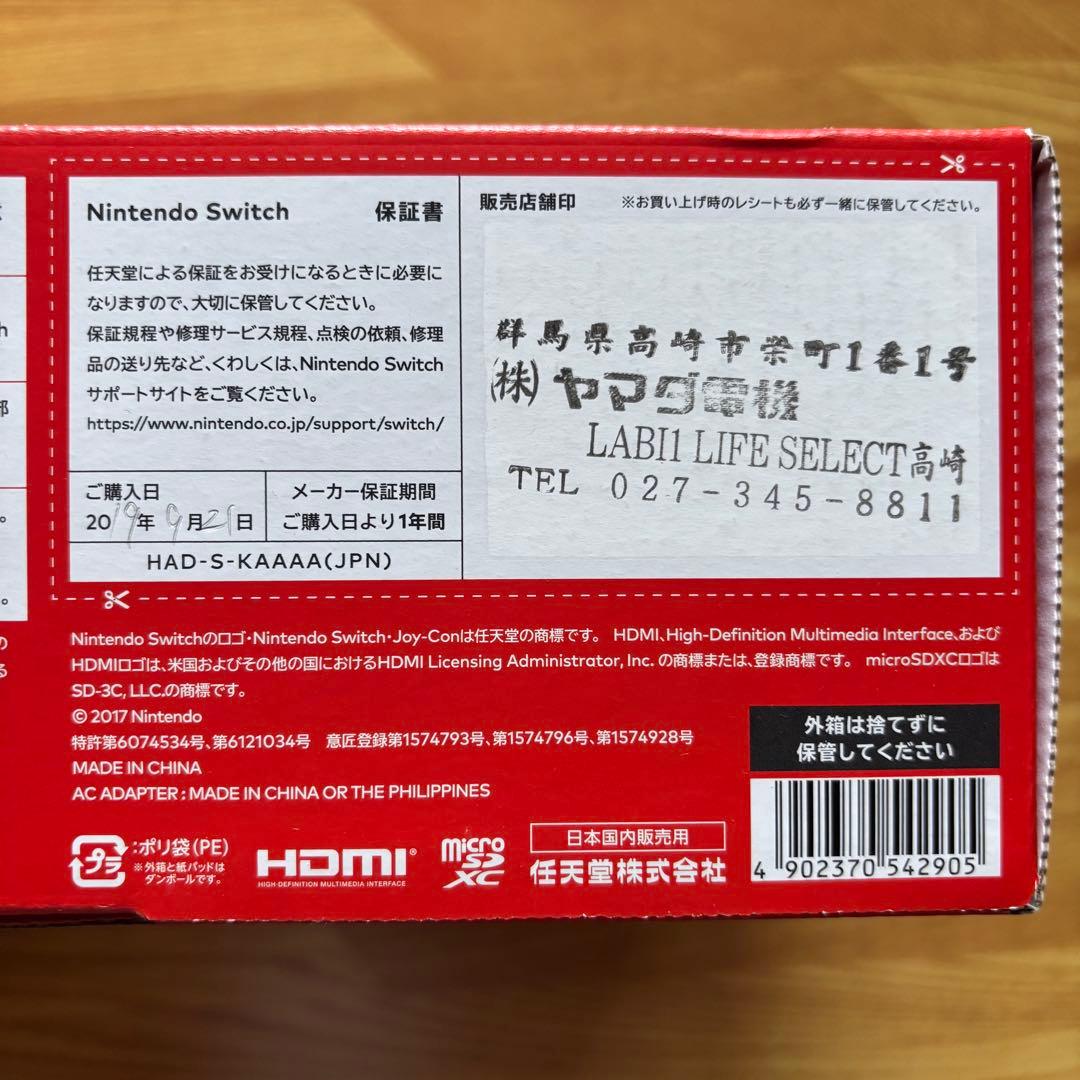 Nintendo Switch 保証書
任天堂による保証をお受けになるときに必要に
なりますので、大切に保管してください。
保証規程や修理サービス規程、点検の依頼、修理
品の送り先など、くわしくは、Nintendo Switch
サポートサイトをご覧ください。
https://www.nintendo.co.jp/support/switch/
ご購入日
2019年9月21日
メーカー保証期間
ご購入日より1年間
HAD-S-KAAAA(JPN)
販売店舗印 ※お買い上げ時のレシートも必ず一緒に保管してください。
群馬県高崎市栄町1番1号
(株)ヤマダ電機
LABI1 LIFE SELECT高崎
TEL 027-345-8811
Nintendo Switchのロゴ・Nintendo Switch・Joy-Conは任天堂の商標です。 HDMI、High-Definition Multimedia Interface、および
HDMIロゴは、米国およびその他の国におけるHDMI Licensing Administrator, Inc. の商標または、登録商標です。 microSDXCロゴは
SD-3C, LLC.の商標です。
© 2017 Nintendo
特許第6074534号、第6121034号 意匠登録第1574793号、第1574796号、第1574928号
MADE IN CHINA
AC ADAPTER : MADE IN CHINA OR THE PHILIPPINES
外箱は捨てずに
保管してください
プラ
:ポリ袋(PE)
※外箱と紙パッドは
ダンボールです。
HDMI®
HIGH-DEFINITION MULTIMEDIA INTERFACE
micro
SD
XC
日本国内販売用
任天堂株式会社
4 902370 542905